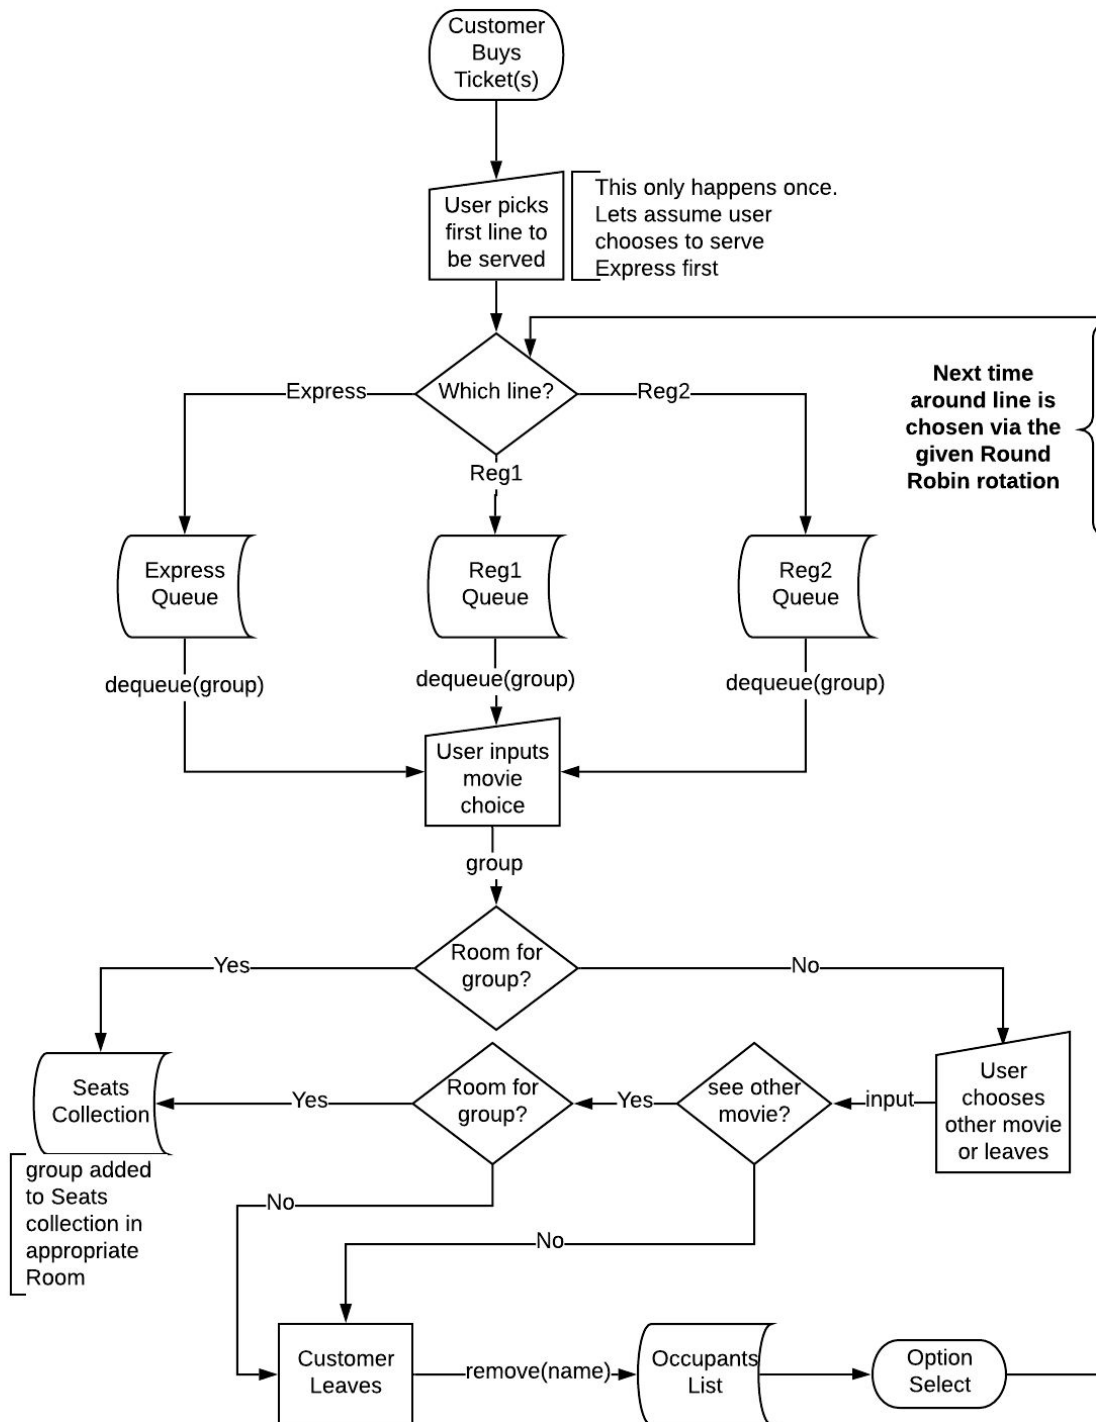 Customer
Buys
Ticket(s)
User picks
first line to
be served
This only happens once.
Lets assume user
chooses to serve
Express first
Which line?
Express
Reg2
Reg1
Next time
around line is
chosen via the
given Round
Robin rotation
Express
Queue
Reg1
Queue
Reg2
Queue
dequeue(group)
dequeue(group)
dequeue(group)
User inputs
movie
choice
group
Room for
group?
Yes
No
Seats
Collection
Yes
Room for
group?
Yes
see other
movie?
input
User
chooses
other movie
or leaves
group added
to Seats
collection in
appropriate
Room
No
No
Customer
Leaves
remove(name)
Occupants
List
Option
Select